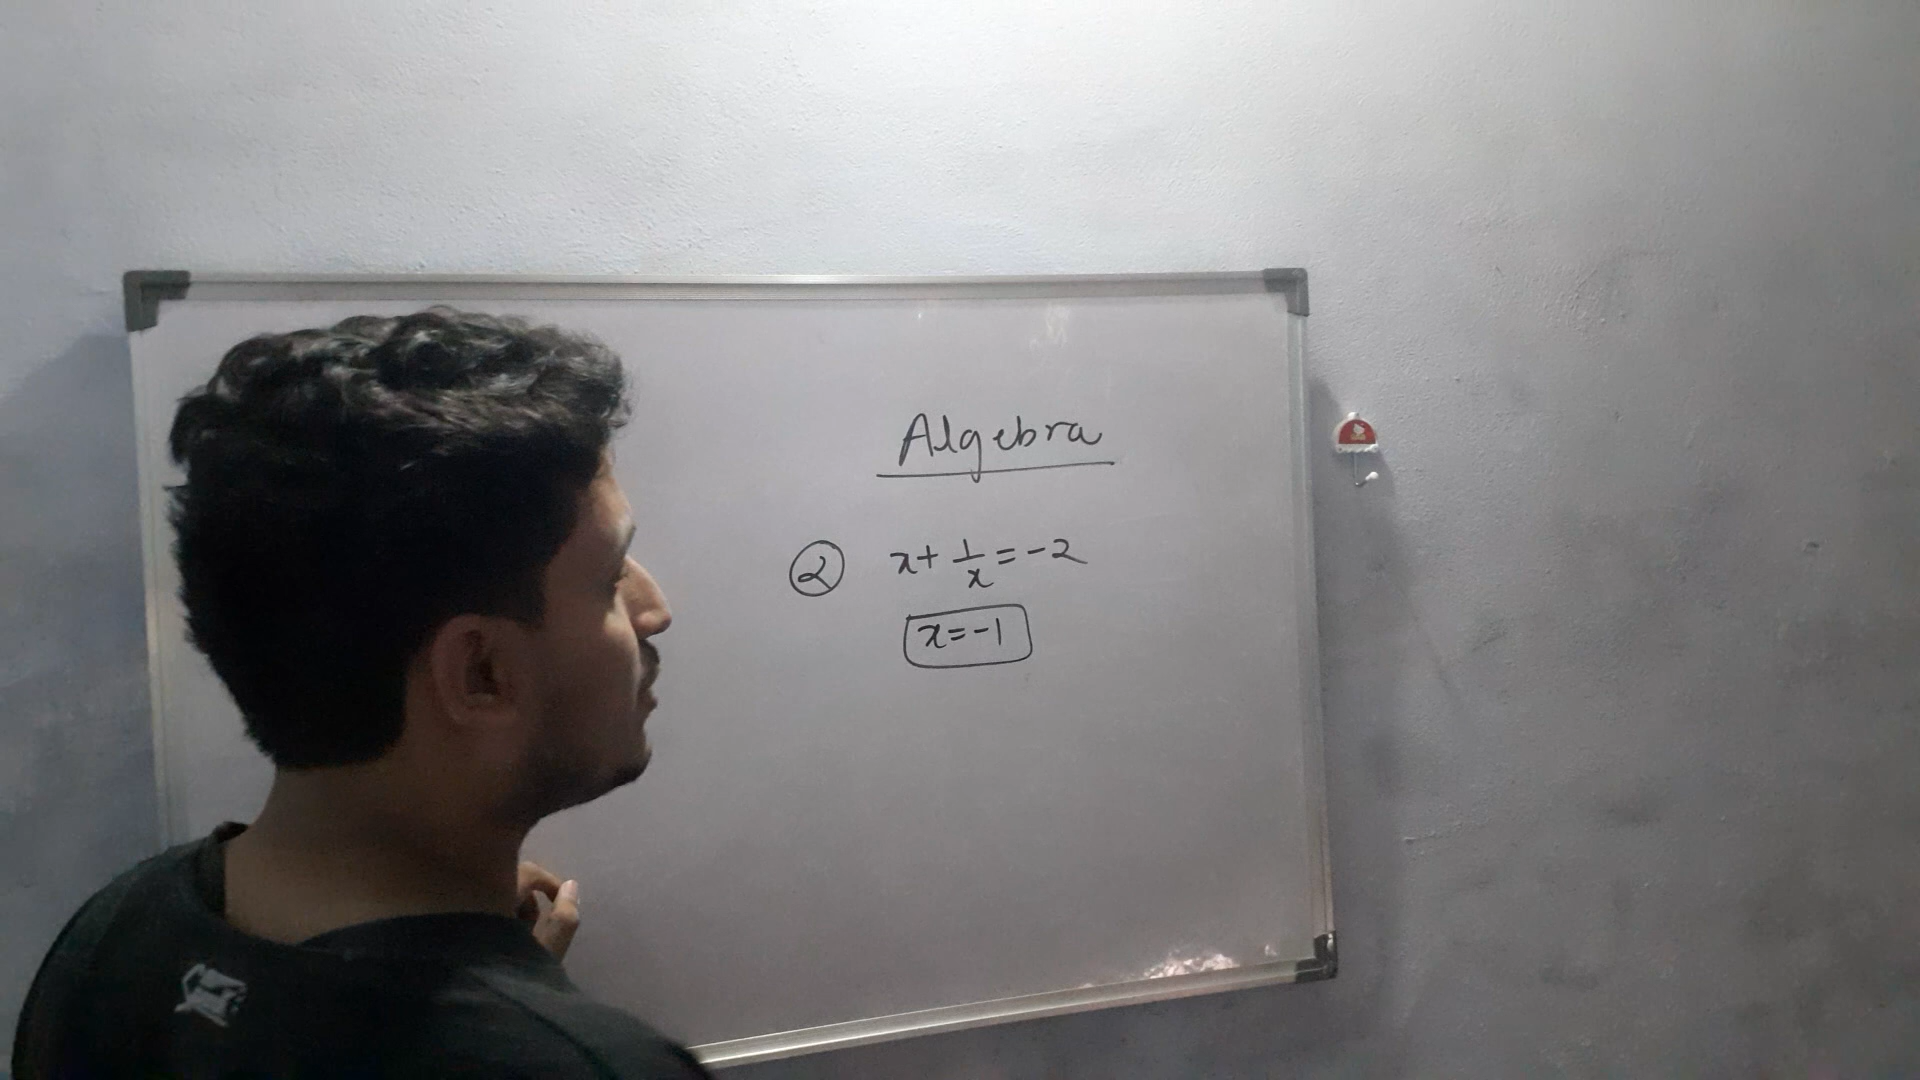 Algebra
② x + 1/x = -2
x = -1